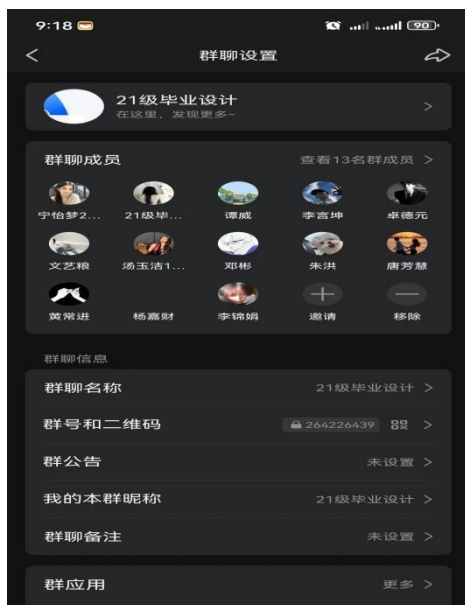 9:18
90
群聊设置
21级毕业设计
在这里，发现更多~
群聊成员 查看13名群成员
宁怡梦2... 21级毕... 谭威 李言坤 卓德元
文艺粮 汤玉洁1... 邓彬 朱洪 唐芳慧
黄常进 杨嘉财 李锦娟 邀请 移除
群聊信息
群聊名称 21级毕业设计
群号和二维码 264226439
群公告 未设置
我的本群昵称 21级毕业设计
群聊备注 未设置
群应用 更多